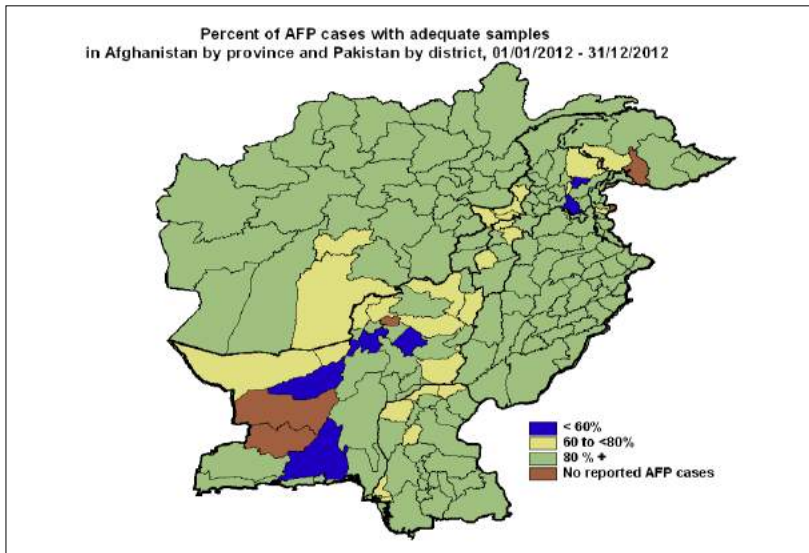 Percent of AFP cases with adequate samples
in Afghanistan by province and Pakistan by district, 01/01/2012 - 31/12/2012
< 60%
60 to <80%
80 % +
No reported AFP cases